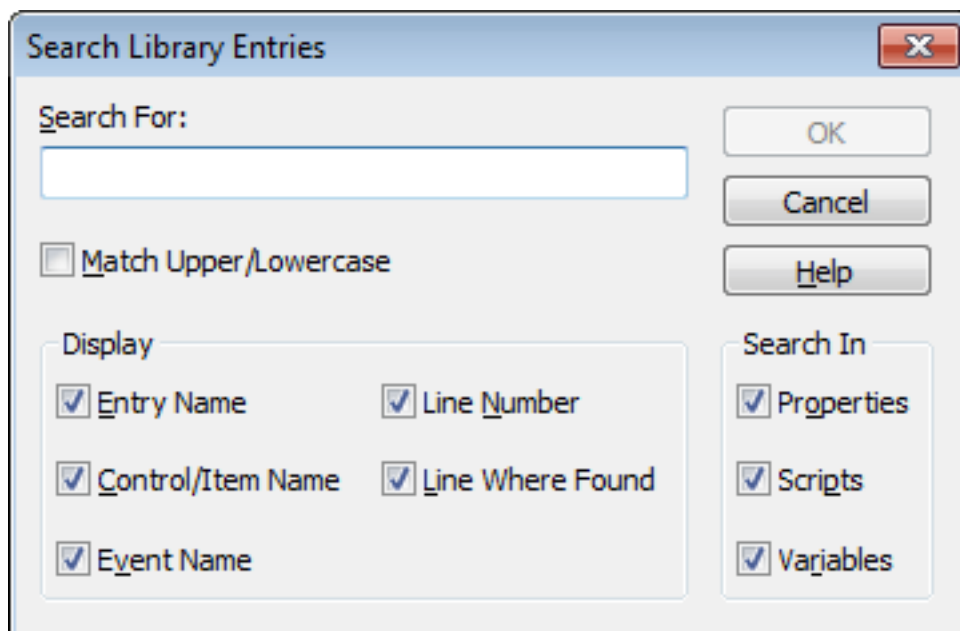 Search Library Entries
Search For:
OK
Cancel
Match Upper/Lowercase
Help
Display
Entry Name
Line Number
Control/Item Name
Line Where Found
Event Name
Search In
Properties
Scripts
Variables